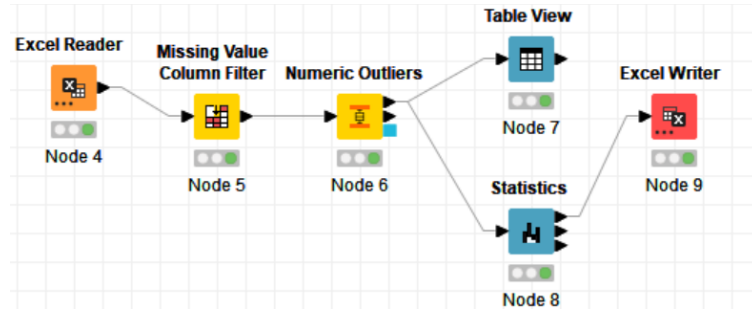 Table View
Excel Reader
Missing Value
Column Filter
Numeric Outliers
Excel Writer
Node 4
Node 5
Node 6
Node 7
Statistics
Node 9
Node 8